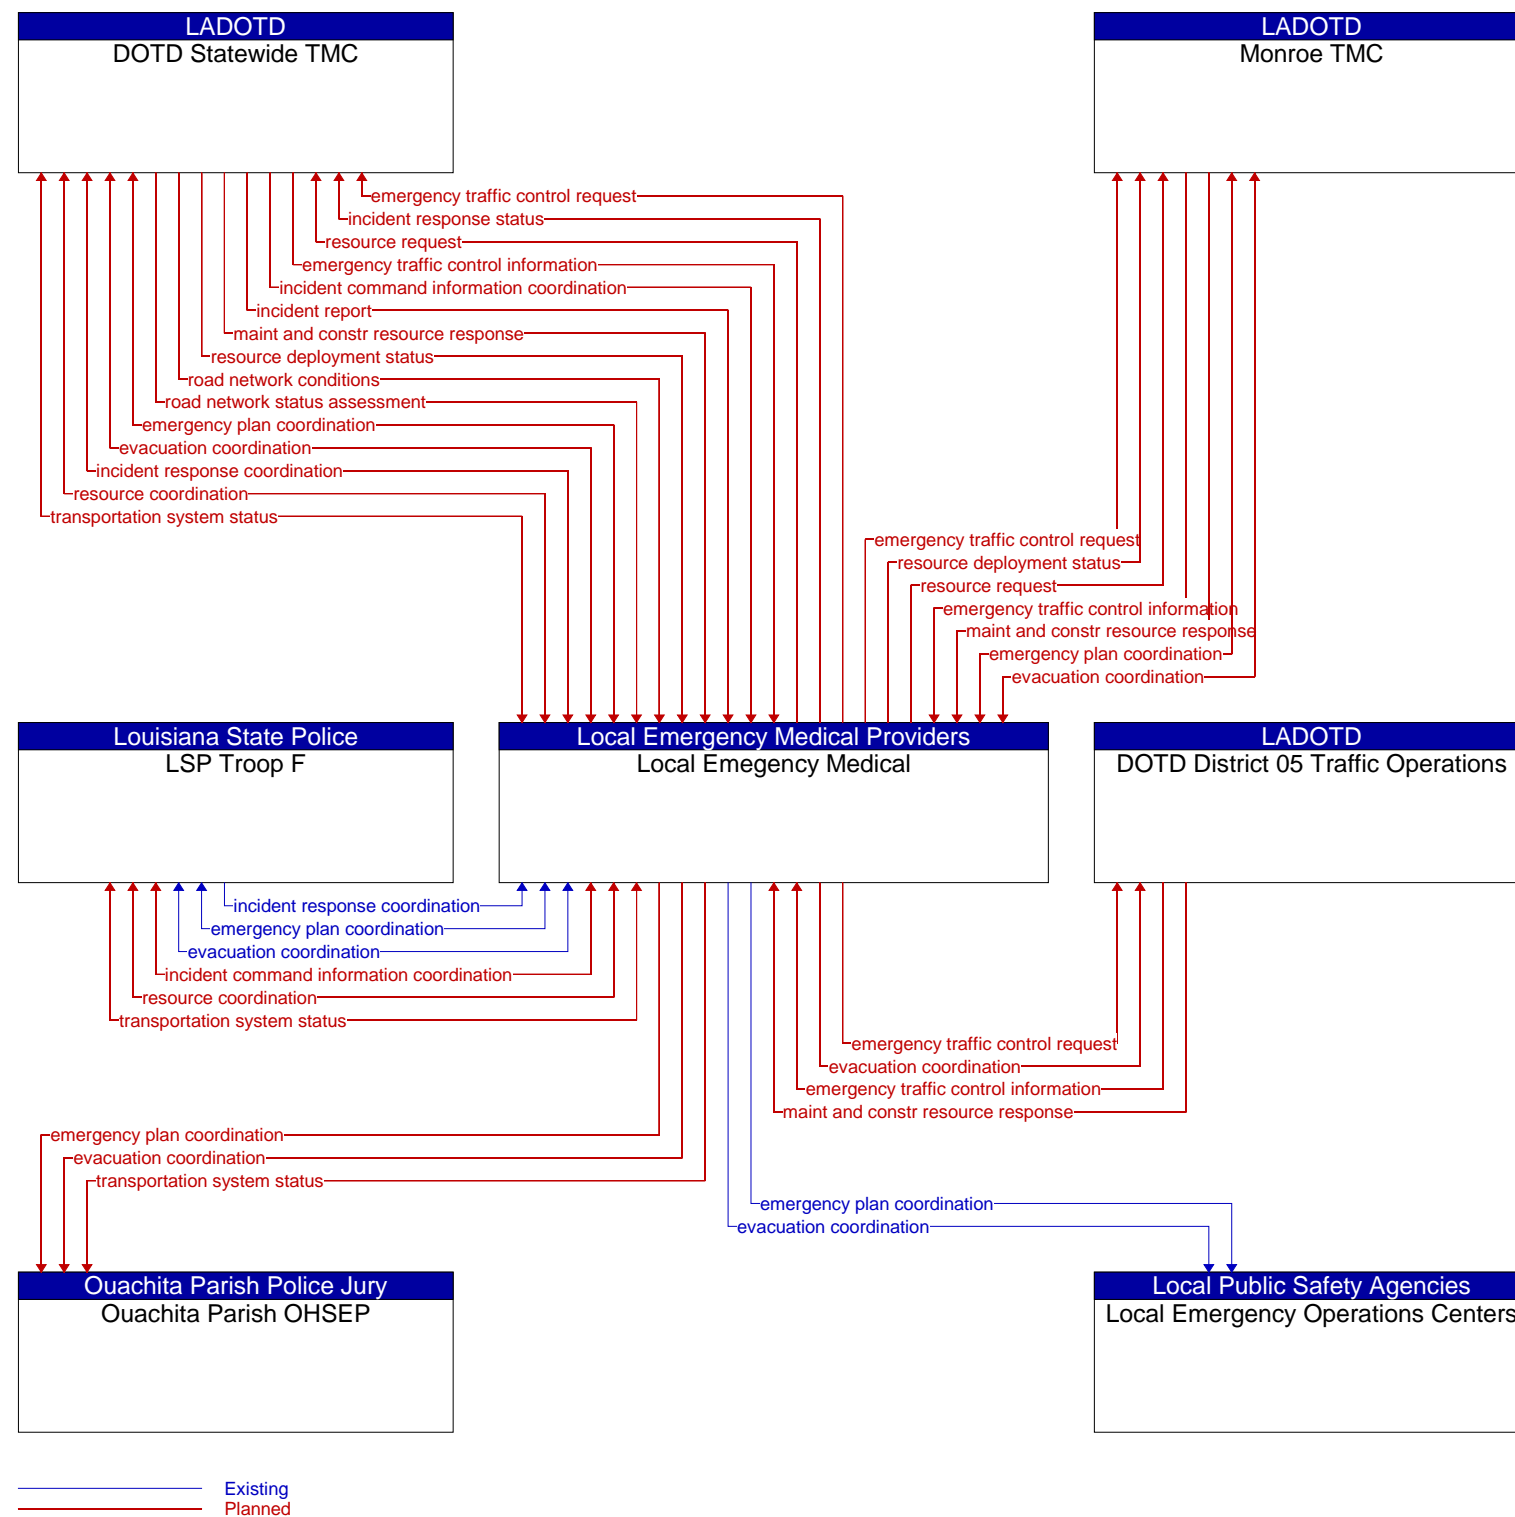 LADOTD
DOTD Statewide TMC
LADOTD
Monroe TMC
emergency traffic control request
incident response status
resource request
emergency traffic control information
incident command information coordination
incident report
maint and constr resource response
resource deployment status
road network conditions
road network status assessment
emergency plan coordination
evacuation coordination
incident response coordination
resource coordination
transportation system status
emergency traffic control request
resource deployment status
resource request
emergency traffic control information
maint and constr resource response
emergency plan coordination
evacuation coordination
Louisiana State Police
LSP Troop F
Local Emergency Medical Providers
Local Emegency Medical
LADOTD
DOTD District 05 Traffic Operations
incident response coordination
emergency plan coordination
evacuation coordination
incident command information coordination
resource coordination
transportation system status
emergency traffic control request
evacuation coordination
emergency traffic control information
maint and constr resource response
emergency plan coordination
evacuation coordination
transportation system status
emergency plan coordination
evacuation coordination
Ouachita Parish Police Jury
Ouachita Parish OHSEP
Local Public Safety Agencies
Local Emergency Operations Centers
Existing
Planned